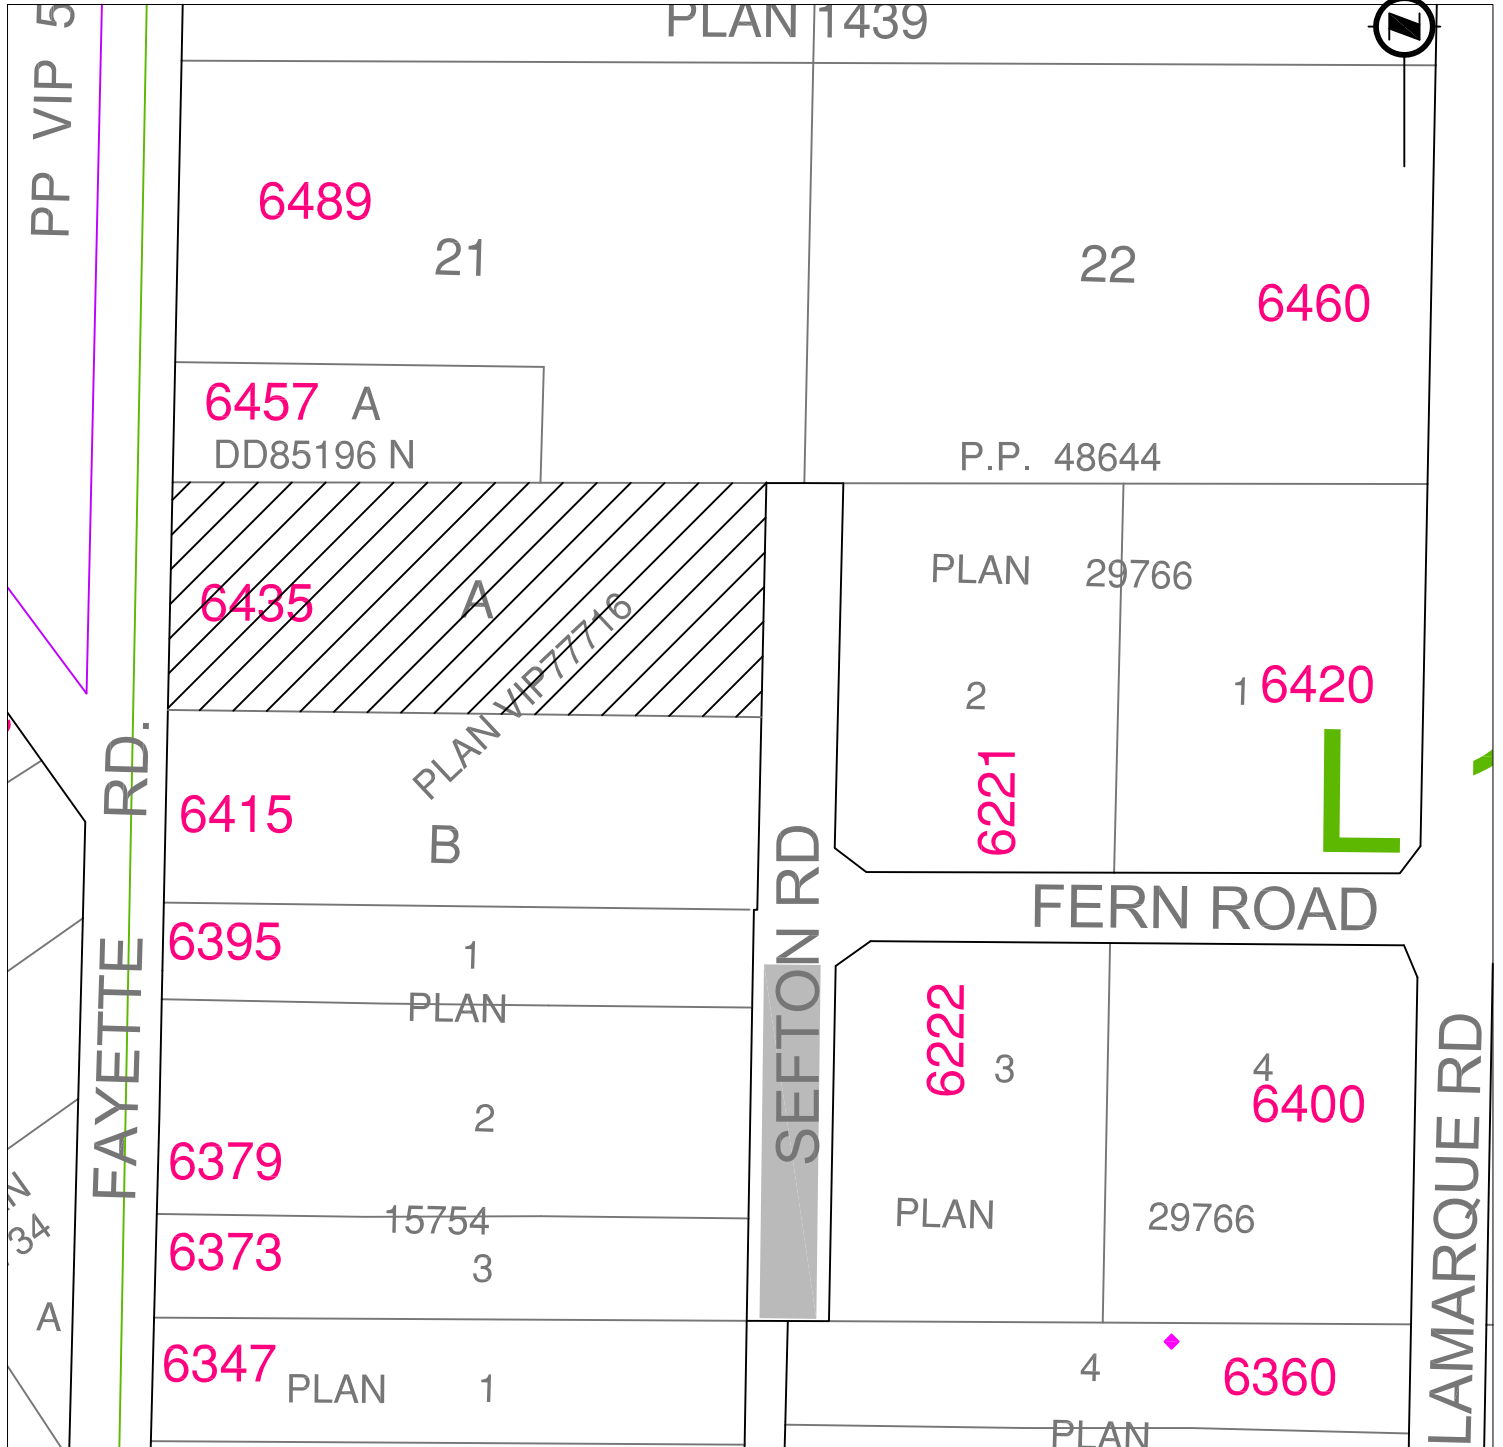 PLAN 1439
PP VIP 5
6489
21
22
6460
6457 A
DD85196 N
P.P. 48644
6435
A
PLAN VIP77716
PLAN 29766
2
1 6420
6221
L
RD.
6415
B
SEFTON RD
FERN ROAD
6395
1
PLAN
FAYETTE
6222
3
4
6400
2
6379
15754
PLAN 29766
LAMARQUE RD
6373
3
34
A
6347
PLAN 1
4
6360
PLAN